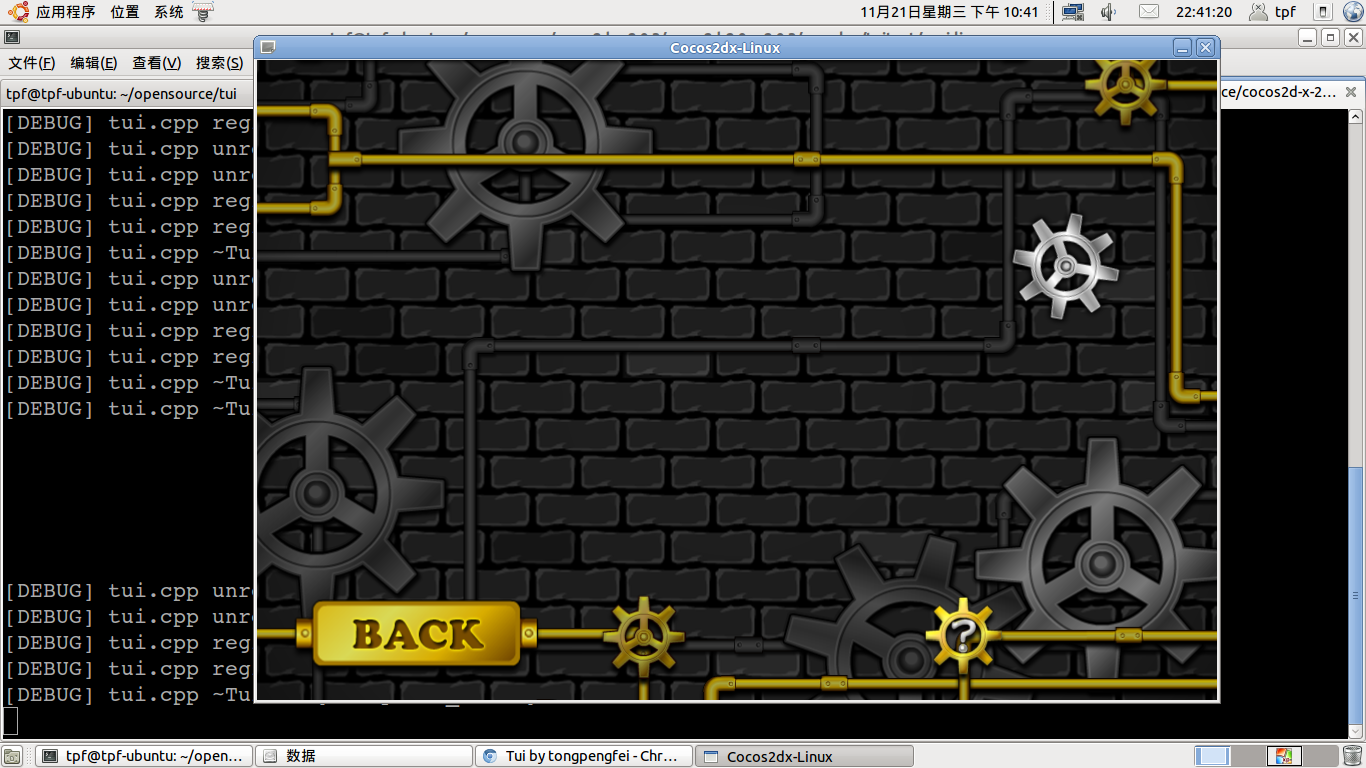 应用程序 位置 系统 11月21日星期三 下午 10:41 22:41:20 tpf
Cocos2dx-Linux
文件(F) 编辑(E) 查看(V) 搜索(S)
tpf@tpf-ubuntu: ~/opensource/tui ce/cocos2d-x-2...
[DEBUG] tui.cpp reg
[DEBUG] tui.cpp unr
[DEBUG] tui.cpp unr
[DEBUG] tui.cpp reg
[DEBUG] tui.cpp reg
[DEBUG] tui.cpp ~Tu
[DEBUG] tui.cpp unr
[DEBUG] tui.cpp unr
[DEBUG] tui.cpp reg
[DEBUG] tui.cpp reg
[DEBUG] tui.cpp ~Tu
[DEBUG] tui.cpp ~Tu
[DEBUG] tui.cpp unr
[DEBUG] tui.cpp unr
[DEBUG] tui.cpp reg
[DEBUG] tui.cpp reg
[DEBUG] tui.cpp ~Tu
BACK ?
tpf@tpf-ubuntu: ~/open... 数据 Tui by tongpengfei - Chr... Cocos2dx-Linux